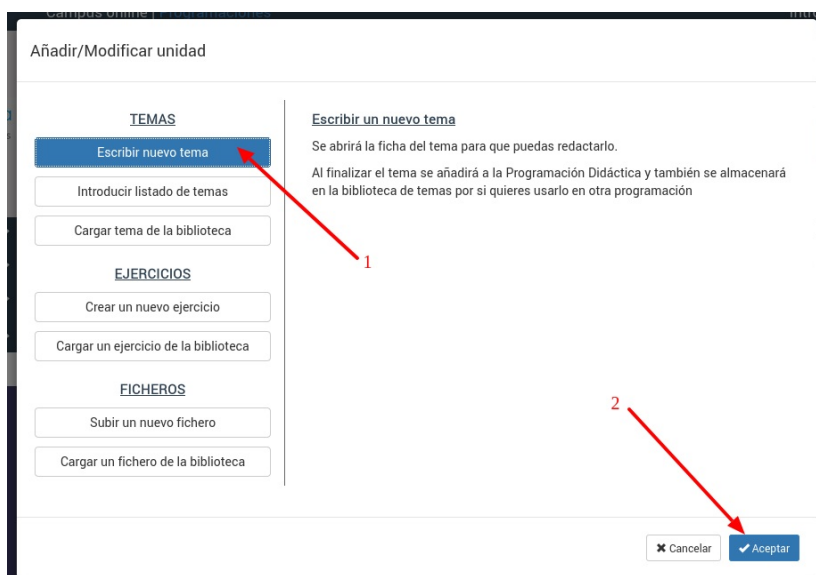 Campus online | Programaciones
Añadir/Modificar unidad
TEMAS
Escribir nuevo tema
Introducir listado de temas
Cargar tema de la biblioteca
EJERCICIOS
Crear un nuevo ejercicio
Cargar un ejercicio de la biblioteca
FICHEROS
Subir un nuevo fichero
Cargar un fichero de la biblioteca
Escribir un nuevo tema
Se abrirá la ficha del tema para que puedas redactarlo.
Al finalizar el tema se añadirá a la Programación Didáctica y también se almacenará
en la biblioteca de temas por si quieres usarlo en otra programación
1
2
Cancelar
Aceptar